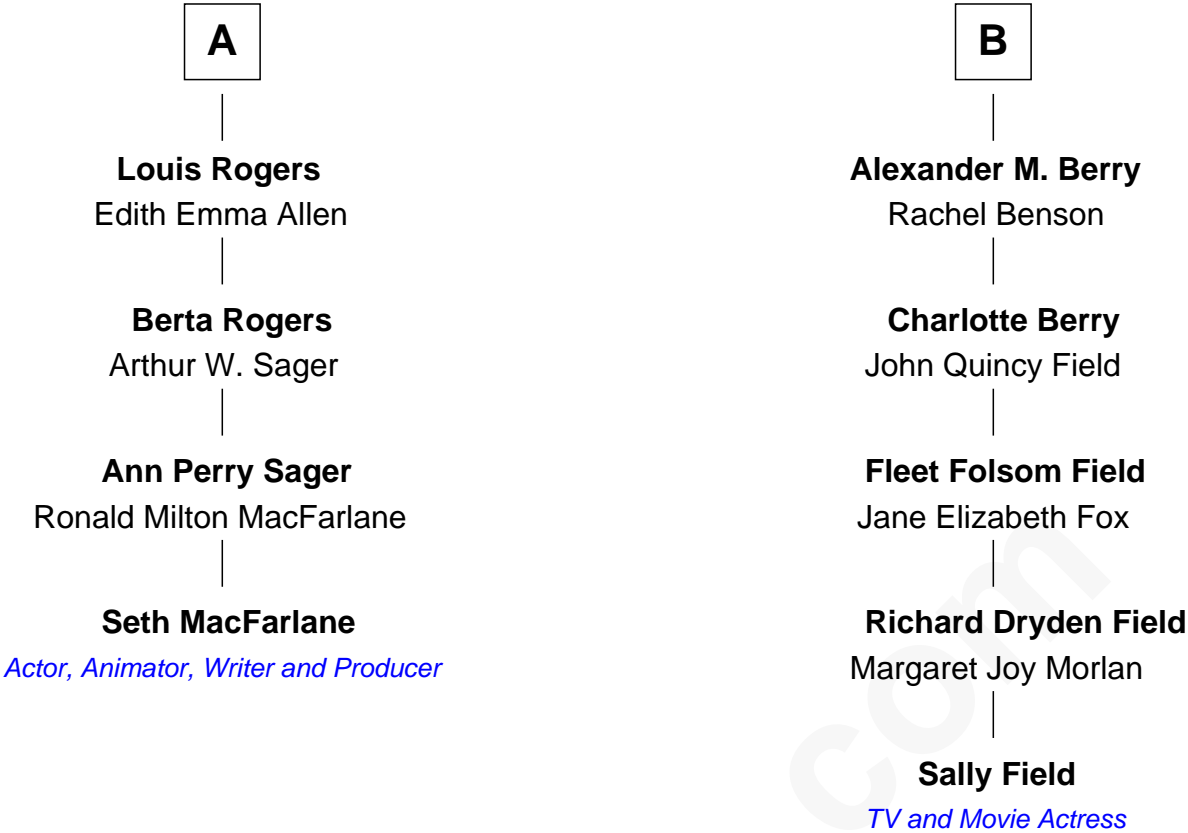 A
Louis Rogers
Edith Emma Allen
Berta Rogers
Arthur W. Sager
Ann Perry Sager
Ronald Milton MacFarlane
Seth MacFarlane
Actor, Animator, Writer and Producer
B
Alexander M. Berry
Rachel Benson
Charlotte Berry
John Quincy Field
Fleet Folsom Field
Jane Elizabeth Fox
Richard Dryden Field
Margaret Joy Morlan
Sally Field
TV and Movie Actress
com